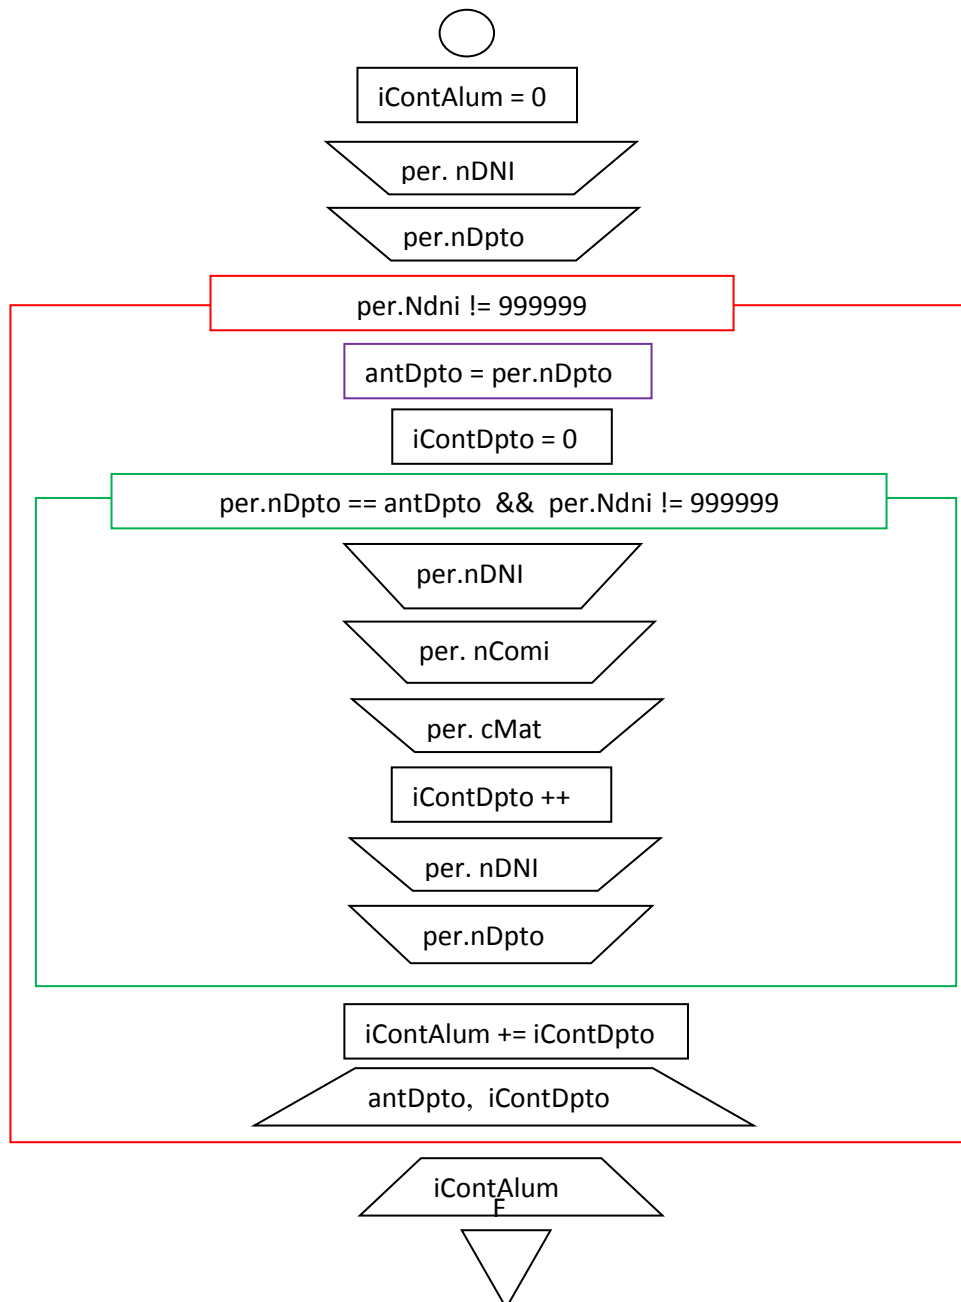 iContAlum = 0
per. nDNI
per.nDpto
per.Ndni != 999999
antDpto = per.nDpto
iContDpto = 0
per.nDpto == antDpto && per.Ndni != 999999
per.nDNI
per. nComi
per. cMat
iContDpto ++
per. nDNI
per.nDpto
iContAlum += iContDpto
antDpto, iContDpto
iContAlum
F